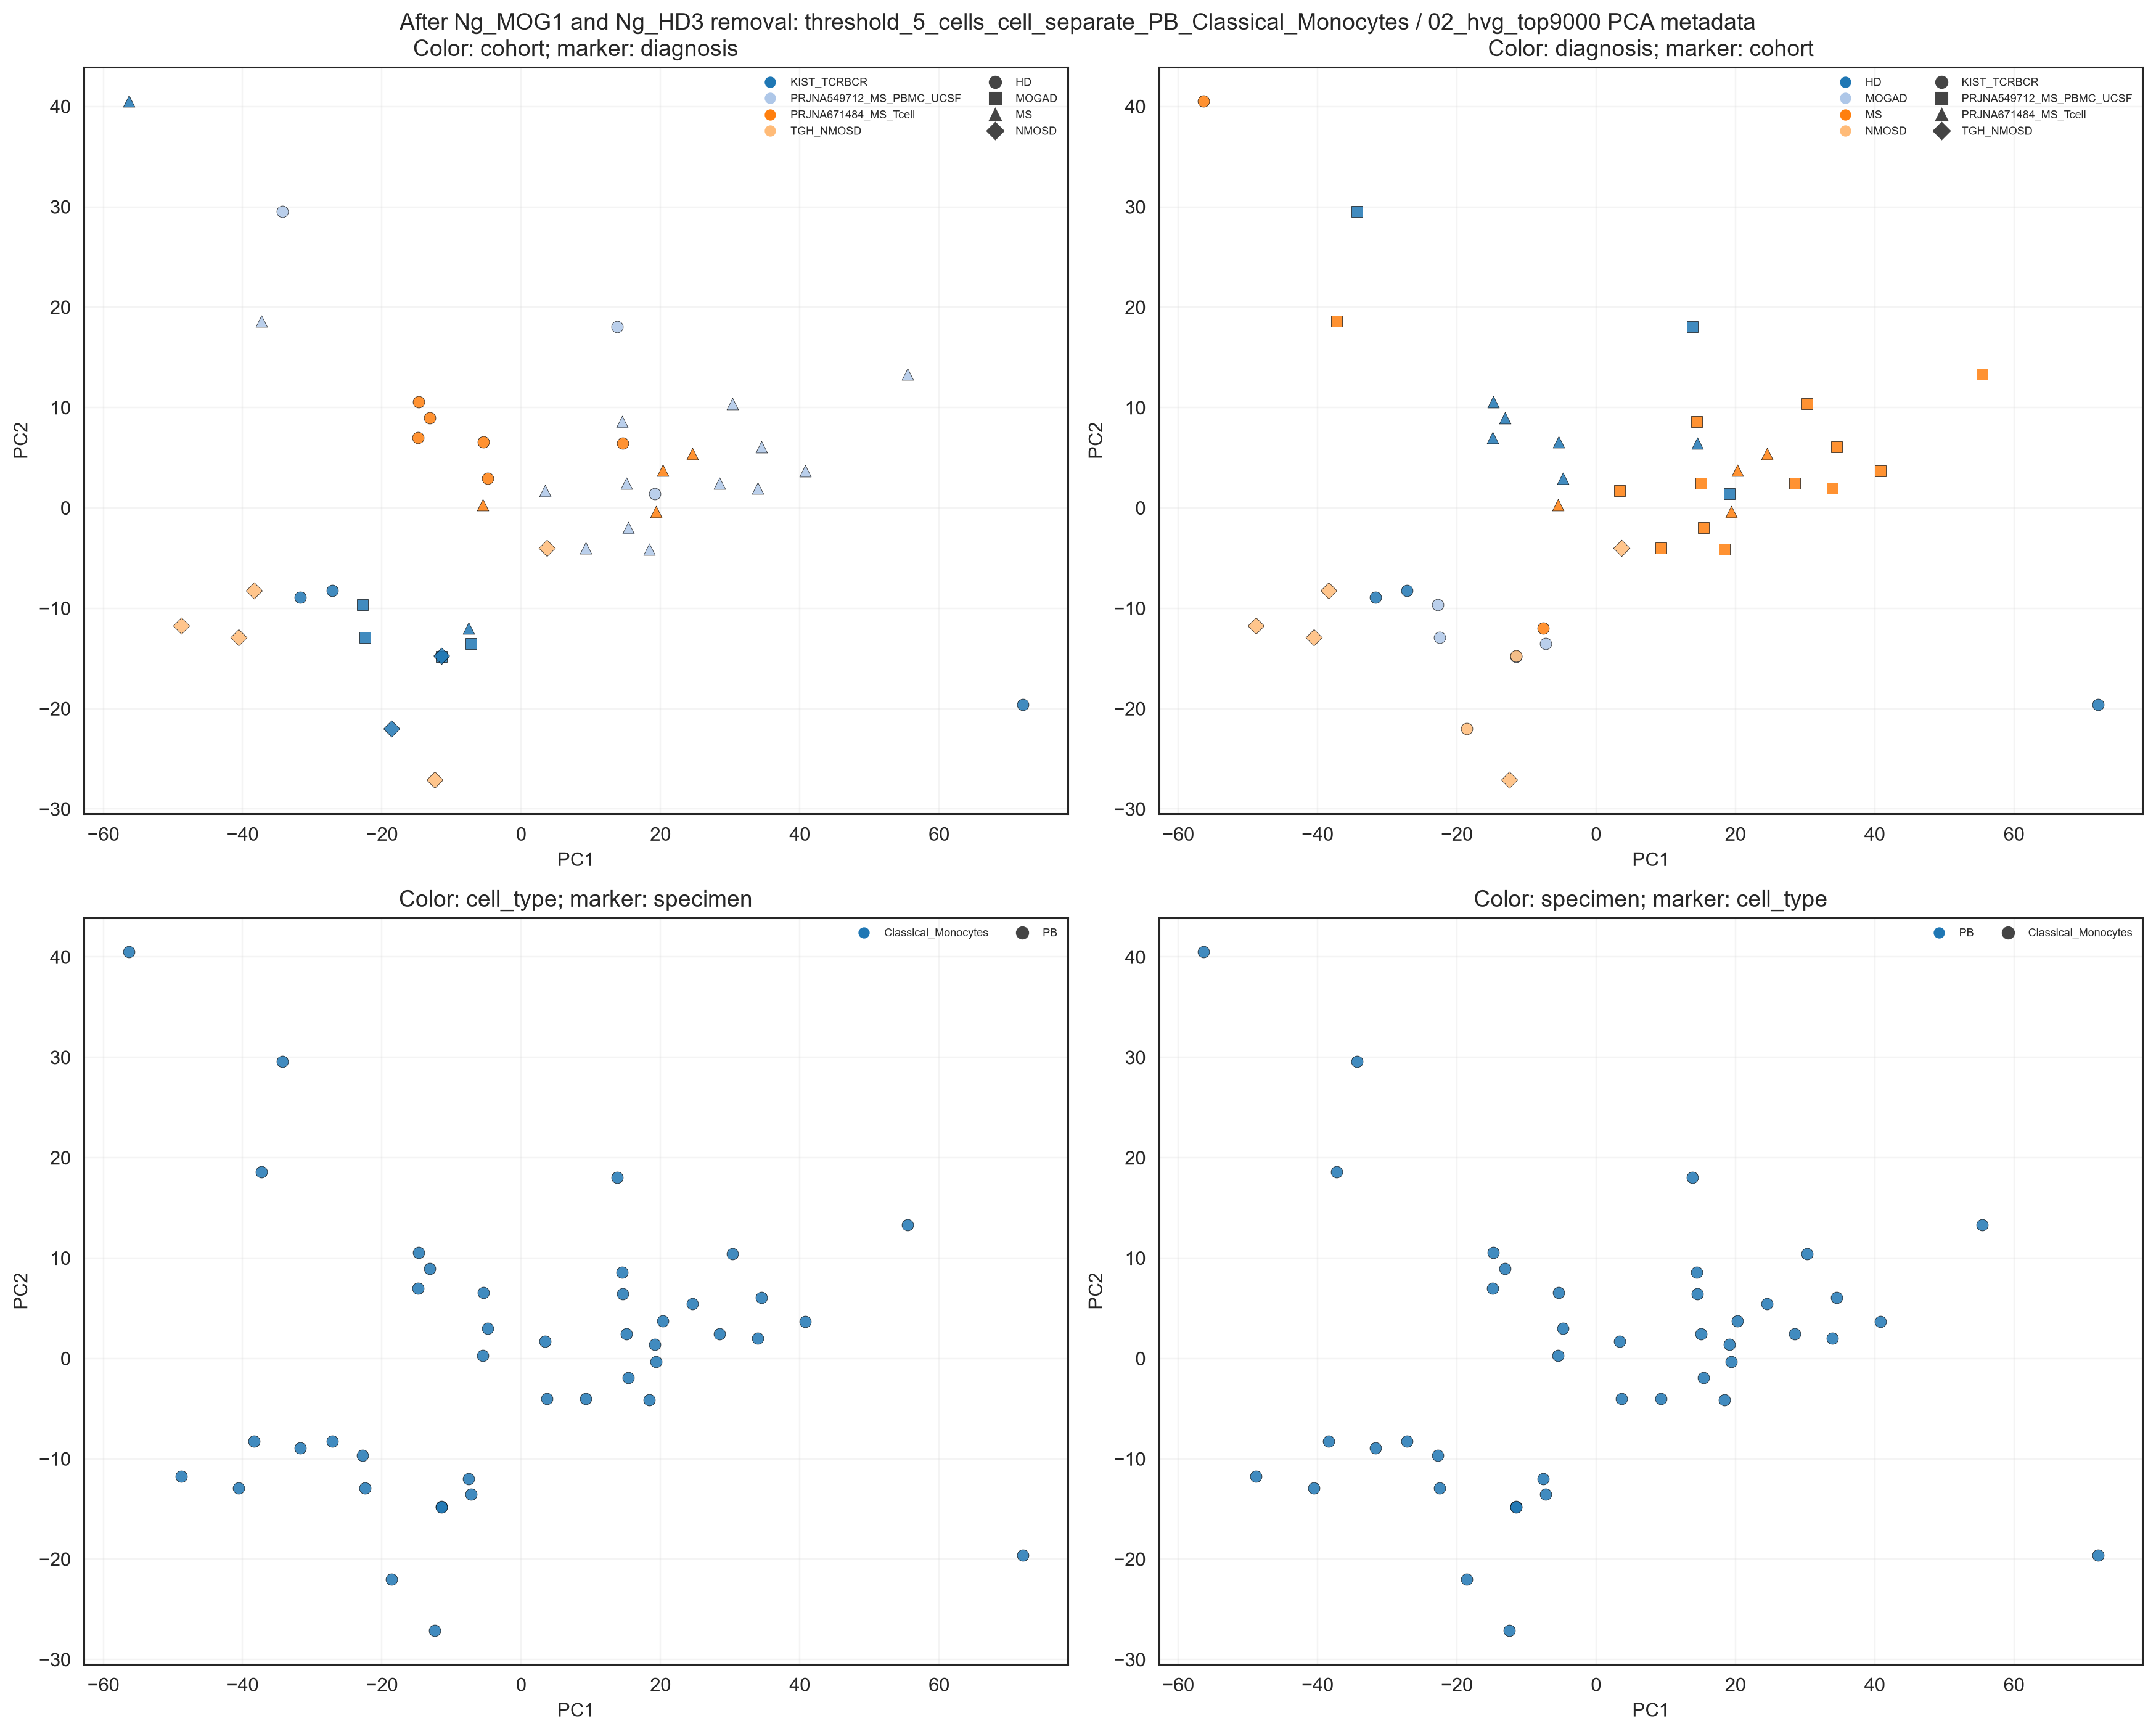 After Ng_MOG1 and Ng_HD3 removal: threshold_5_cells_cell_separate_PB_Classical_Monocytes / 02_hvg_top9000 PCA metadata
Color: cohort; marker: diagnosis
KIST_TCRBCR HD
PRJNA549712_MS_PBMC_UCSF MOGAD
PRJNA671484_MS_Tcell MS
TGH_NMOSD NMOSD
40
30
20
10
0
−10
−20
−30
PC2
−60 −40 −20 0 20 40 60
PC1
Color: diagnosis; marker: cohort
HD KIST_TCRBCR
MOGAD PRJNA549712_MS_PBMC_UCSF
MS PRJNA671484_MS_Tcell
NMOSD TGH_NMOSD
40
30
20
10
0
−10
−20
−30
PC2
−60 −40 −20 0 20 40 60
PC1
Color: cell_type; marker: specimen
Classical_Monocytes PB
40
30
20
10
0
−10
−20
−30
PC2
−60 −40 −20 0 20 40 60
PC1
Color: specimen; marker: cell_type
PB Classical_Monocytes
40
30
20
10
0
−10
−20
−30
PC2
−60 −40 −20 0 20 40 60
PC1